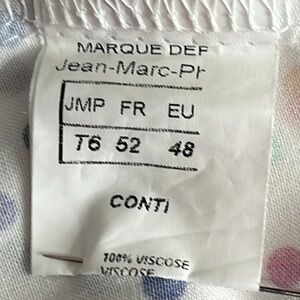 MARQUE DEF
Jean-Marc-Ph
JMP FR EU
T6 52 48
CONTI
100% VISCOSE
VISCOSE